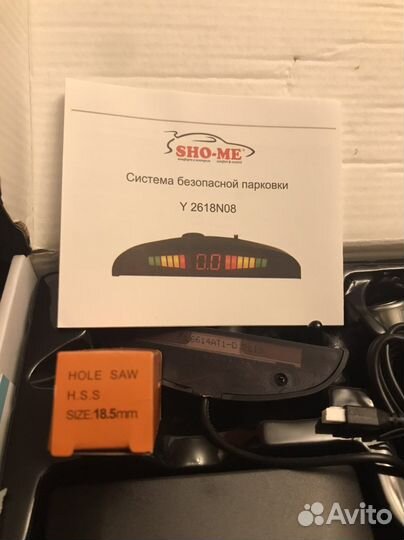 SHO-ME
Система безопасной парковки
Y 2618N08
0.0
HOLE SAW
H.S.S
SIZE:18.5mm
Avito